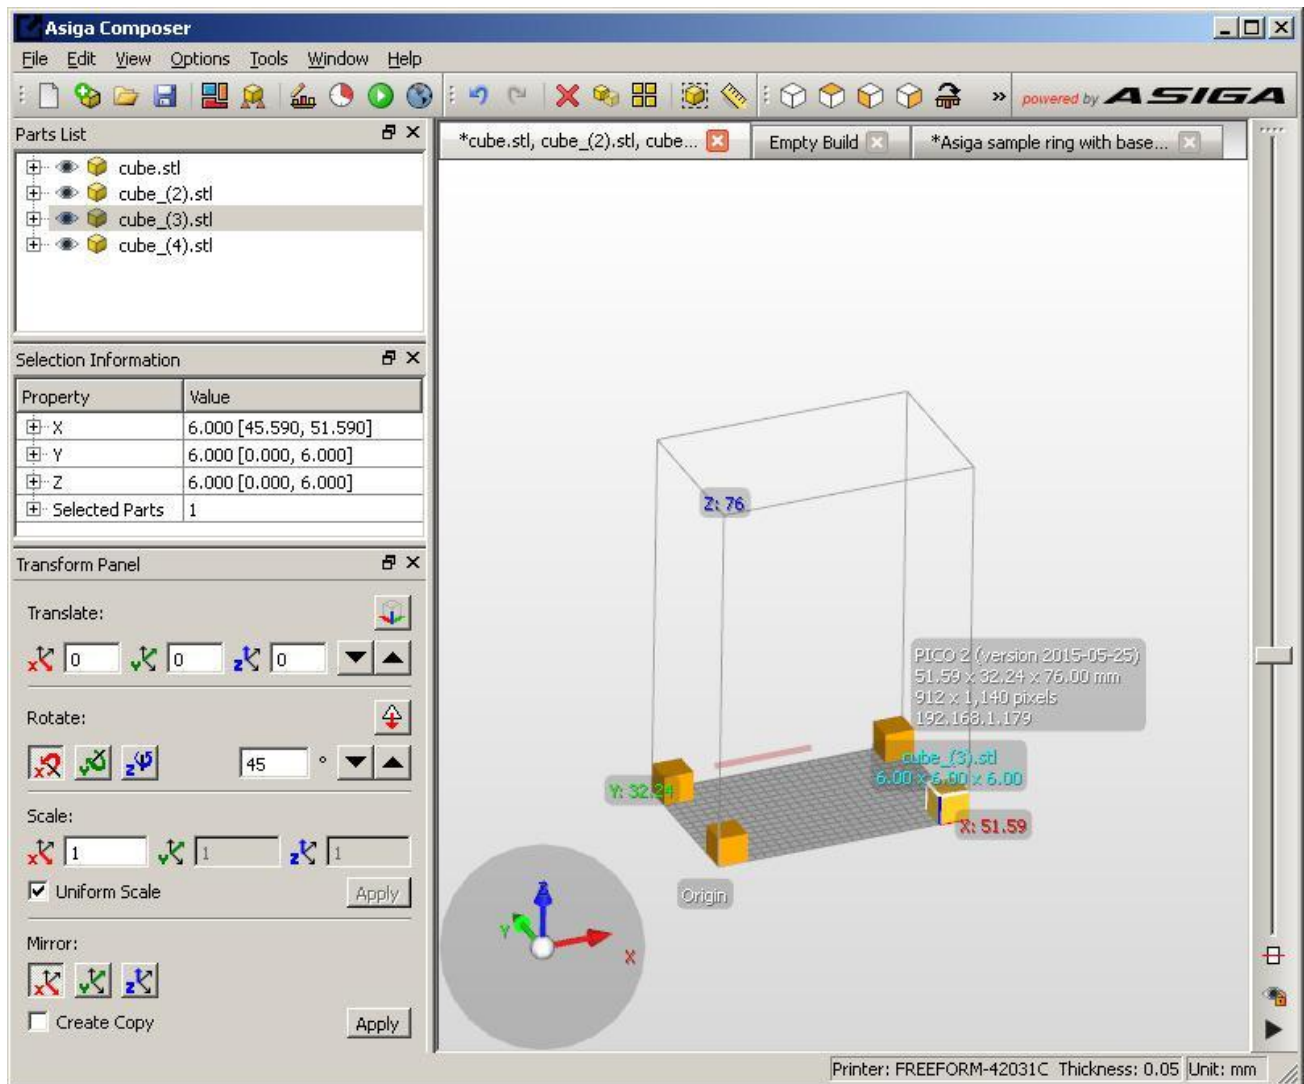 Asiga Composer
File Edit View Options Tools Window Help
powered by ASIGA
Parts List
cube.stl
cube_(2).stl
cube_(3).stl
cube_(4).stl
Selection Information
Property Value
X 6.000 [45.590, 51.590]
Y 6.000 [0.000, 6.000]
Z 6.000 [0.000, 6.000]
Selected Parts 1
Transform Panel
Translate:
X 0 Y 0 Z 0
Rotate:
X Y Z 45 °
Scale:
X 1 Y 1 Z 1
Uniform Scale Apply
Mirror:
X Y Z
Create Copy Apply
*cube.stl, cube_(2).stl, cube... Empty Build *Asiga sample ring with base...
Z: 76
PICO 2 (version 2015-05-25)
51.59 x 32.24 x 76.00 mm
912 x 1,140 pixels
192.168.1.179
cube_(3).stl
6.00 x 6.00 x 6.00
Y: 32.24
X: 51.59
Origin
Z
Y
X
Printer: FREEFORM-42031C Thickness: 0.05 Unit: mm